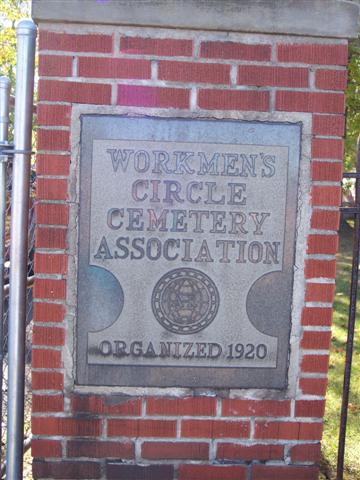 WORKMEN'S
CIRCLE
CEMETERY
ASSOCIATION
ORGANIZED 1920